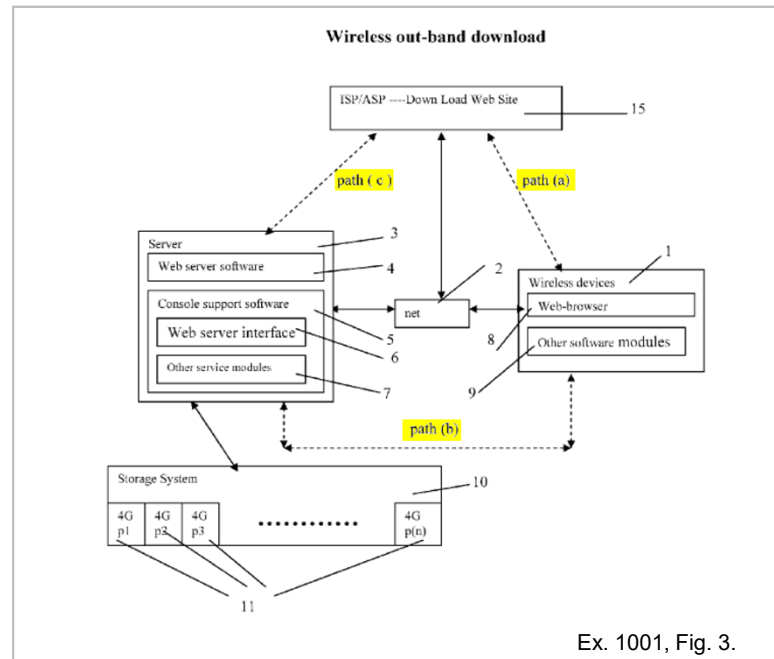 Wireless out-band download
ISP/ASP ----Down Load Web Site
15
path ( c )
path (a)
Server
3
Web server software
4
Console support software
5
Web server interface
6
Other service modules
7
2
net
1
Wireless devices
Web-browser
8
Other software modules
9
path (b)
Storage System
10
4G
p1
4G
p2
4G
p3
............
4G
p(n)
11
Ex. 1001, Fig. 3.